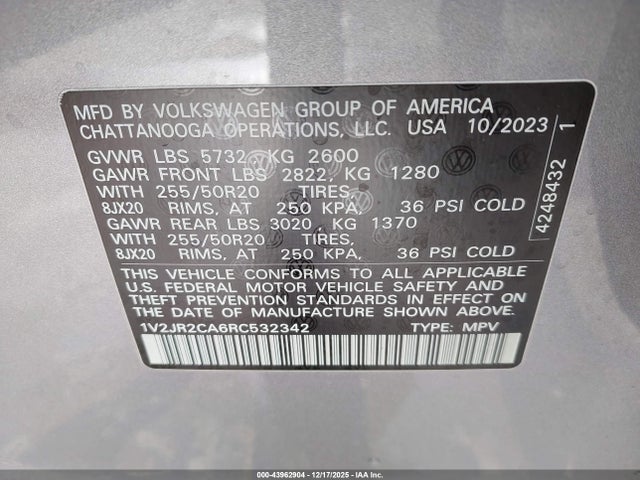 MFD BY VOLKSWAGEN GROUP OF AMERICA
CHATTANOOGA OPERATIONS, LLC. USA 10/2023
GVWR LBS 5732 KG 2600
GAWR FRONT LBS 2822, KG 1280
WITH 255/50R20 TIRES,
8JX20 RIMS, AT 250 KPA, 36 PSI COLD
GAWR REAR LBS 3020 KG 1370
WITH 255/50R20 TIRES,
8JX20 RIMS, AT 250 KPA, 36 PSI COLD
THIS VEHICLE CONFORMS TO ALL APPLICABLE
U.S. FEDERAL MOTOR VEHICLE SAFETY AND
THEFT PREVENTION STANDARDS IN EFFECT ON
THE DATE OF MANUFACTURE SHOWN ABOVE.
1V2JR2CA6RC532342 TYPE: MPV
4248432 1
000-43962904 - 12/17/2025 - IAA Inc.